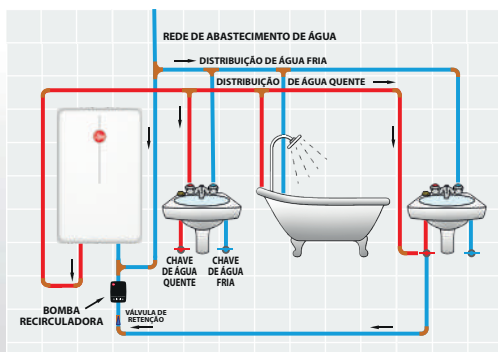 REDE DE ABASTECIMENTO DE ÁGUA
DISTRIBUIÇÃO DE ÁGUA FRIA
DISTRIBUIÇÃO DE ÁGUA QUENTE
CHAVE
DE ÁGUA
QUENTE
CHAVE
DE ÁGUA
FRIA
BOMBA
RECIRCULADORA
VÁLVULA DE
RETENÇÃO